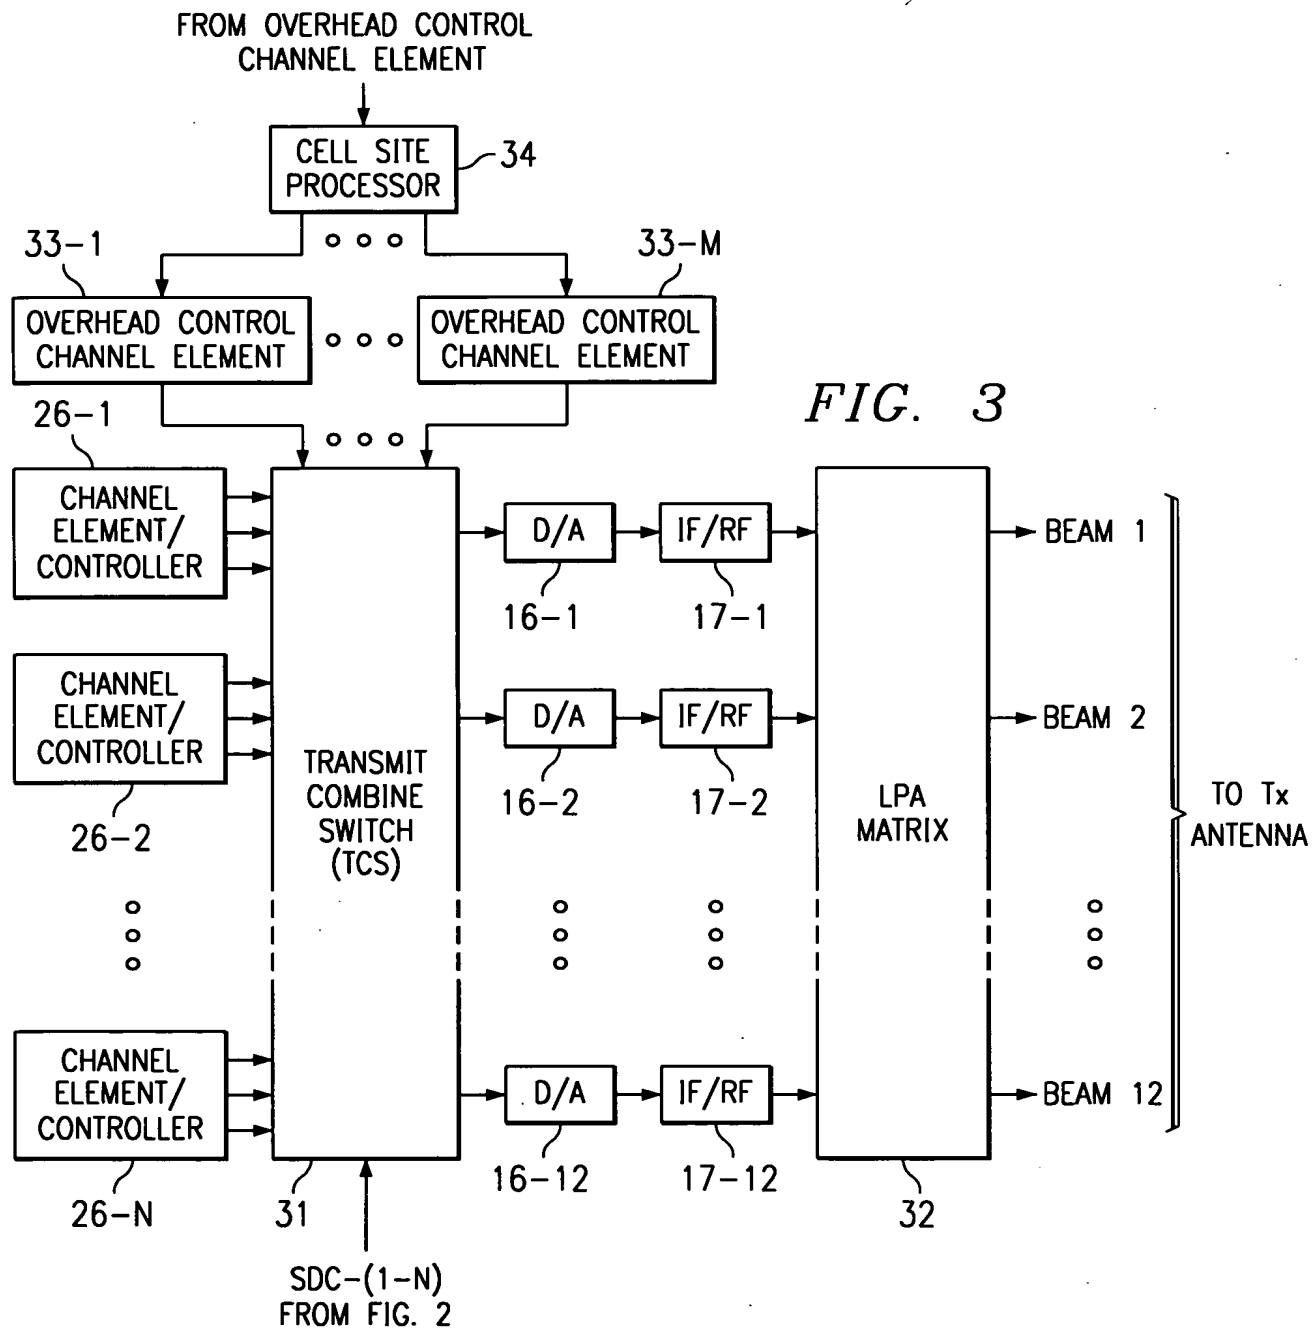 FROM OVERHEAD CONTROL
CHANNEL ELEMENT
CELL SITE
PROCESSOR
34
33-1
33-M
OVERHEAD CONTROL
CHANNEL ELEMENT
OVERHEAD CONTROL
CHANNEL ELEMENT
FIG. 3
26-1
CHANNEL
ELEMENT/
CONTROLLER
D/A
IF/RF
BEAM 1
16-1
17-1
CHANNEL
ELEMENT/
CONTROLLER
26-2
TRANSMIT
COMBINE
SWITCH
(TCS)
D/A
IF/RF
BEAM 2
16-2
17-2
LPA
MATRIX
TO Tx
ANTENNA
CHANNEL
ELEMENT/
CONTROLLER
D/A
IF/RF
BEAM 12
26-N
31
16-12
17-12
32
SDC-(1-N)
FROM FIG. 2